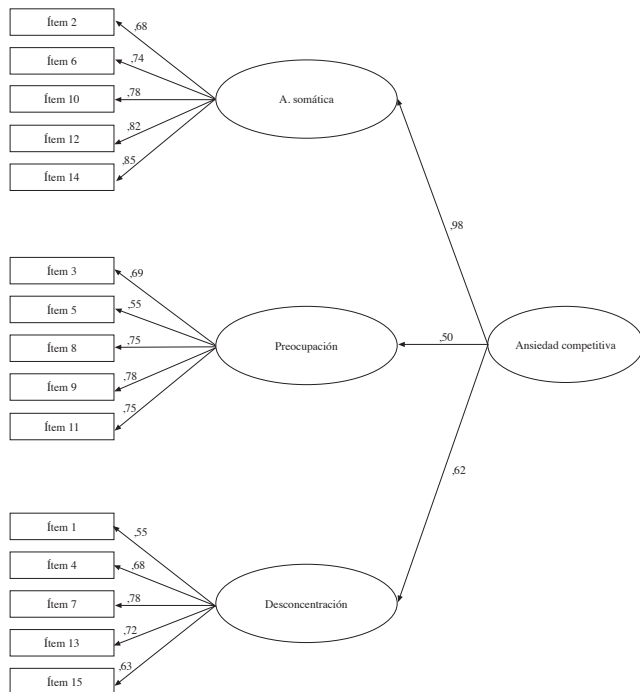 Ítem 2
,68
Ítem 6
,74
Ítem 10
,78
A. somática
Ítem 12
,82
Ítem 14
,85
,98
Ítem 3
,69
Ítem 5
,55
Ítem 8
,75
Preocupación
,50
Ansiedad competitiva
Ítem 9
,78
Ítem 11
,75
,62
Ítem 1
,55
Ítem 4
,68
Ítem 7
,78
Desconcentración
Ítem 13
,72
Ítem 15
,63